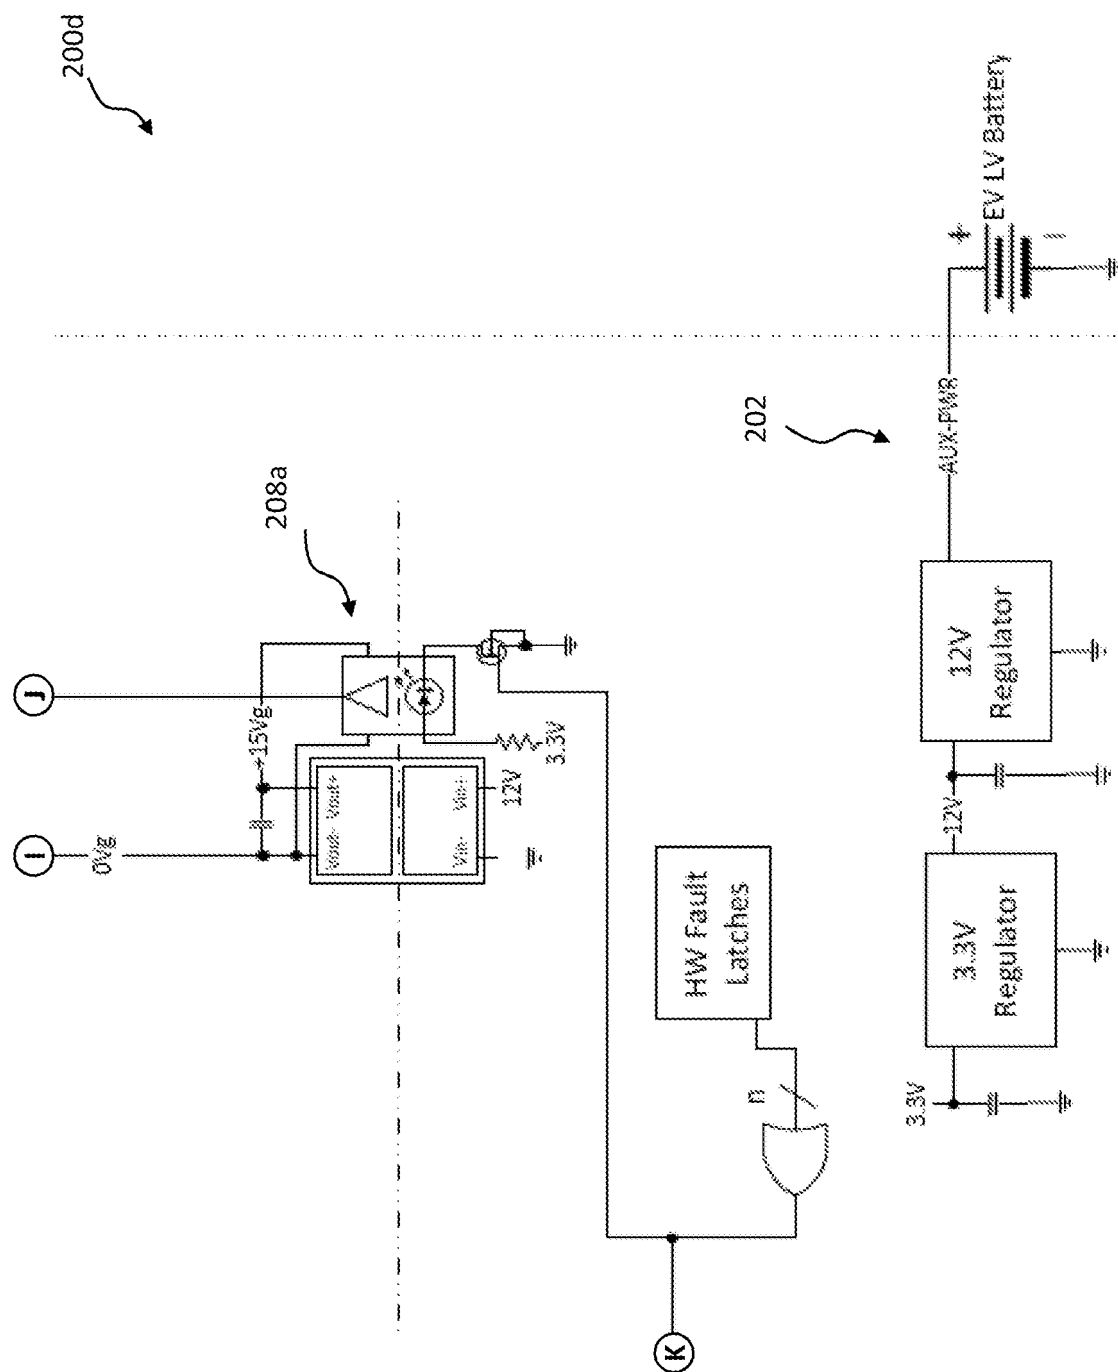 200d
J
I
+15Vg
0Vg
208a
Vout- Vout+
Vin- Vin+
12V
3.3V
EV LV Battery
+
-
AUX-PWR
202
12V
Regulator
12V
3.3V
Regulator
3.3V
HW Fault
Latches
n
K